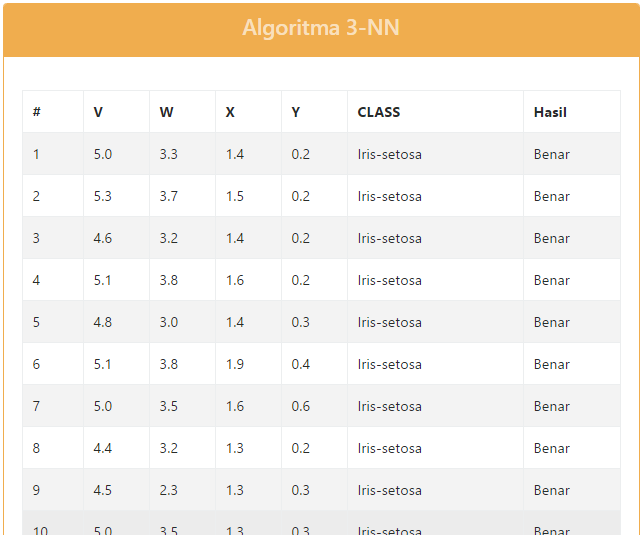 Algoritma 3-NN
# V W X Y CLASS Hasil
1 5.0 3.3 1.4 0.2 Iris-setosa Benar
2 5.3 3.7 1.5 0.2 Iris-setosa Benar
3 4.6 3.2 1.4 0.2 Iris-setosa Benar
4 5.1 3.8 1.6 0.2 Iris-setosa Benar
5 4.8 3.0 1.4 0.3 Iris-setosa Benar
6 5.1 3.8 1.9 0.4 Iris-setosa Benar
7 5.0 3.5 1.6 0.6 Iris-setosa Benar
8 4.4 3.2 1.3 0.2 Iris-setosa Benar
9 4.5 2.3 1.3 0.3 Iris-setosa Benar
10 5.0 3.5 1.3 0.3 Iris-setosa Benar